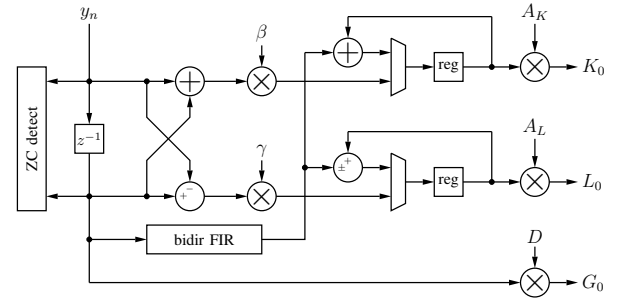 y_n
A_K
β
+
+
×
reg
×
K_0
ZC detect
z^{-1}
γ
A_L
±
+
+
−
×
reg
×
L_0
bidir FIR
D
×
G_0